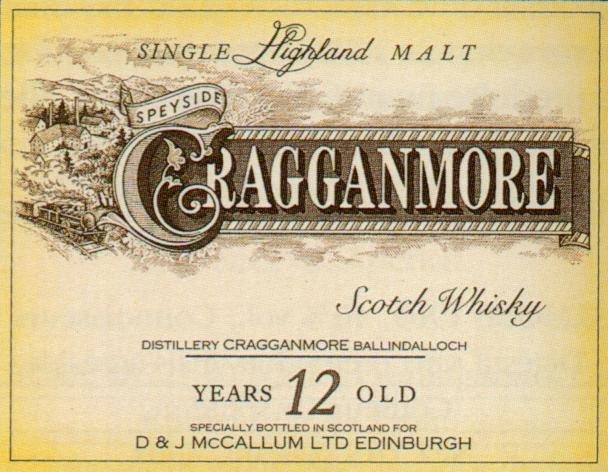 SINGLE Highland MALT
SPEYSIDE
CRAGGANMORE
Scotch Whisky
DISTILLERY CRAGGANMORE BALLINDALLOCH
YEARS 12 OLD
SPECIALLY BOTTLED IN SCOTLAND FOR
D & J McCALLUM LTD EDINBURGH